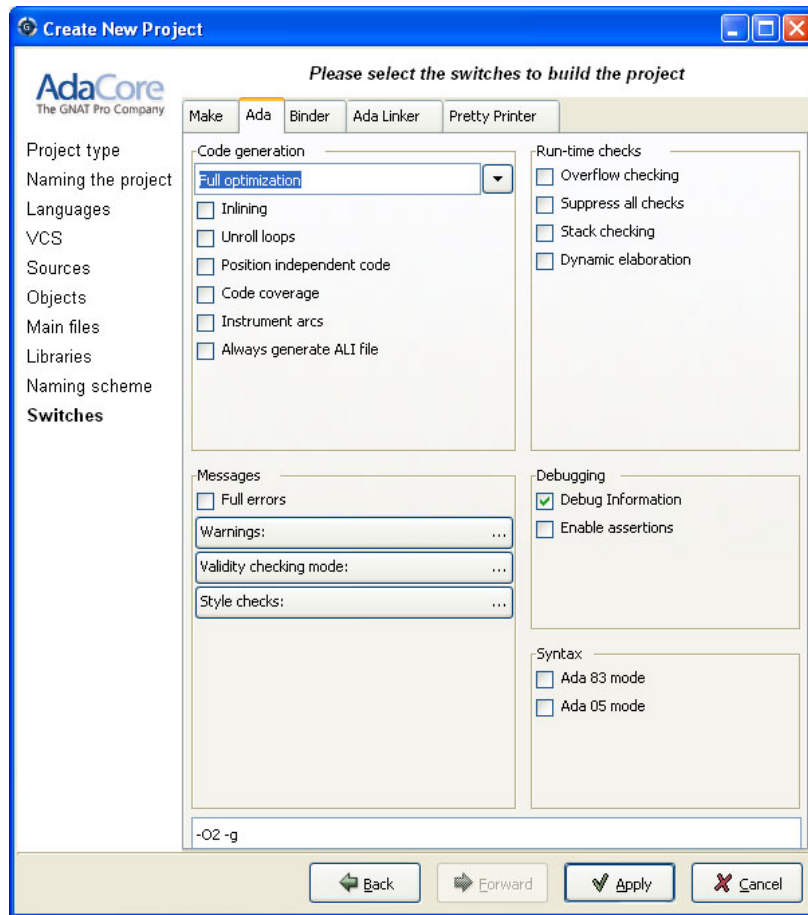 Create New Project
AdaCore
The GNAT Pro Company
Please select the switches to build the project
Project type
Naming the project
Languages
VCS
Sources
Objects
Main files
Libraries
Naming scheme
Switches
Make Ada Binder Ada Linker Pretty Printer
Code generation
Full optimization
Inlining
Unroll loops
Position independent code
Code coverage
Instrument arcs
Always generate ALI file
Run-time checks
Overflow checking
Suppress all checks
Stack checking
Dynamic elaboration
Messages
Full errors
Warnings: ...
Validity checking mode: ...
Style checks: ...
Debugging
Debug Information
Enable assertions
Syntax
Ada 83 mode
Ada 05 mode
-O2 -g
Back Forward Apply Cancel